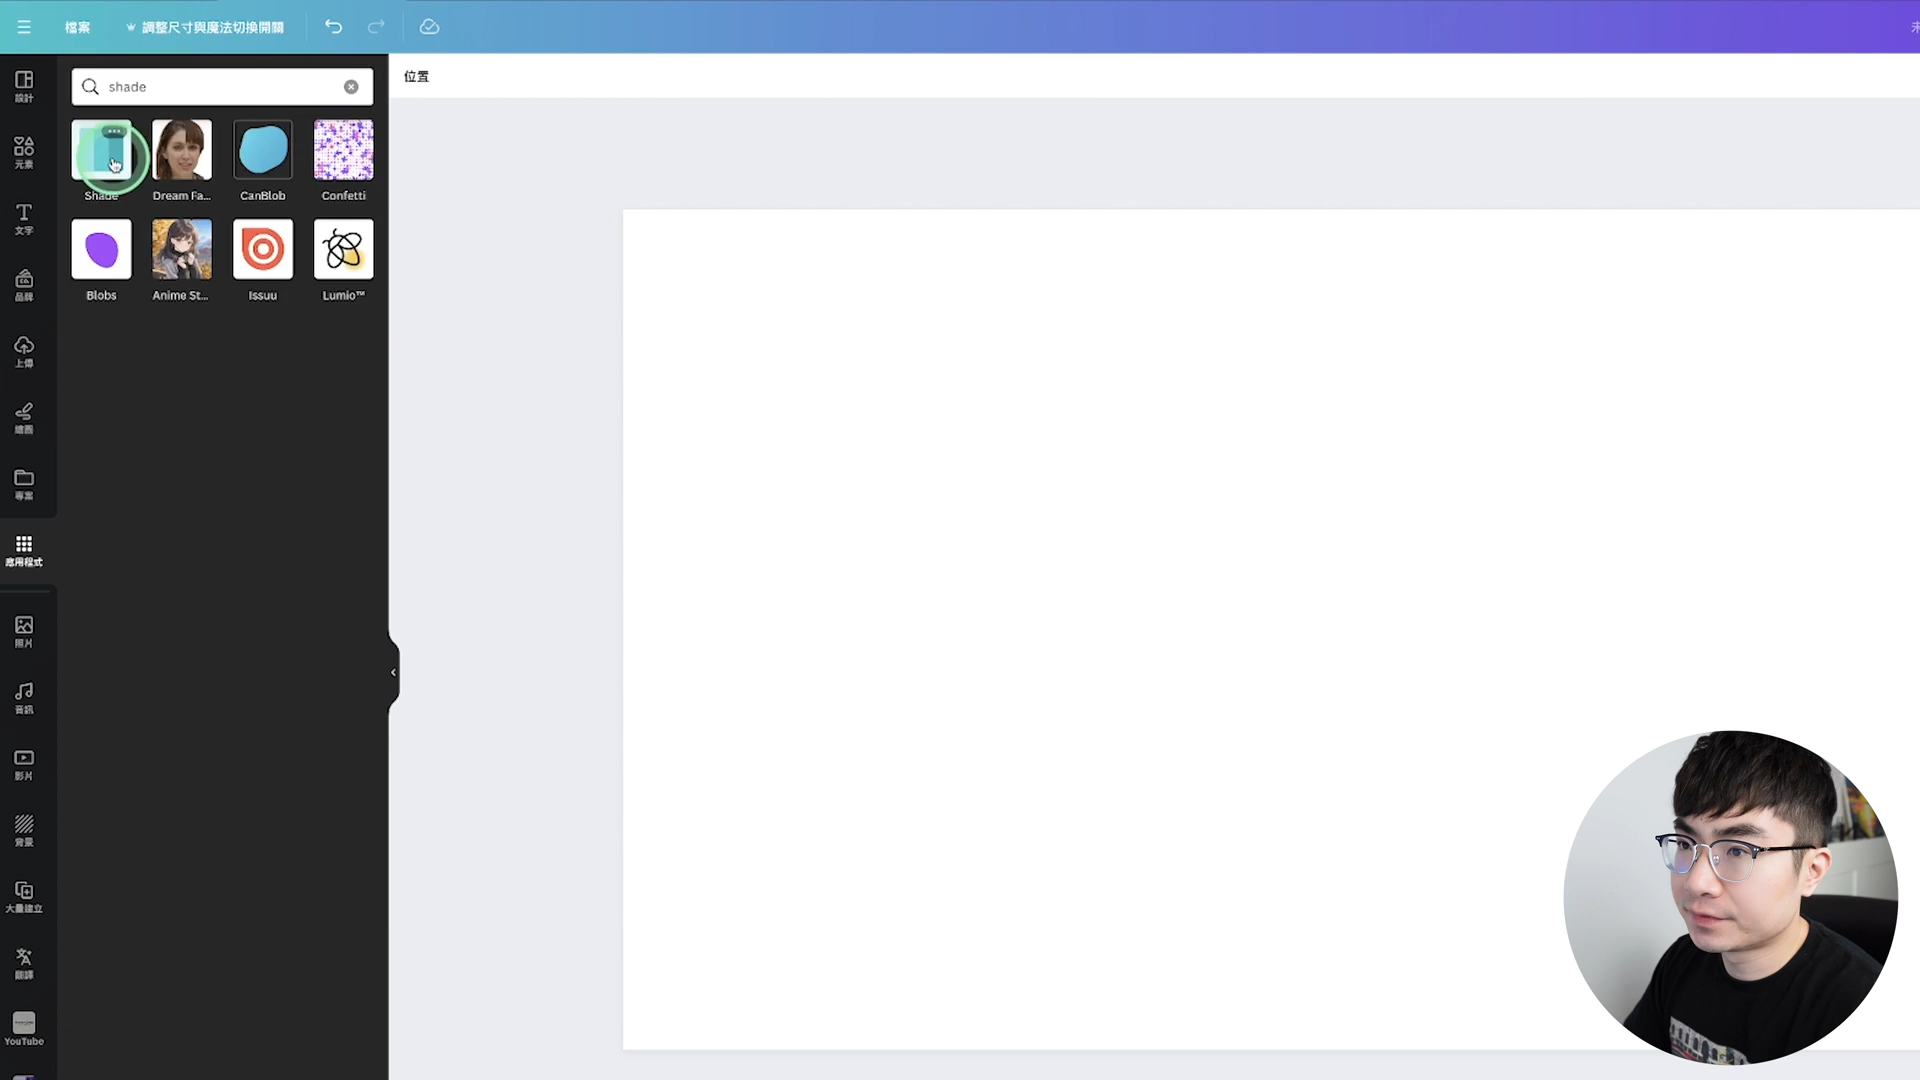 檔案
調整尺寸與魔法切換開關
未
設計
shade
位置
Shade
Dream Fa...
CanBlob
Confetti
元素
文字
Blobs
Anime St...
Issuu
Lumio™
品牌
上傳
繪圖
專案
應用程式
照片
音訊
影片
背景
大量建立
翻譯
YouTube